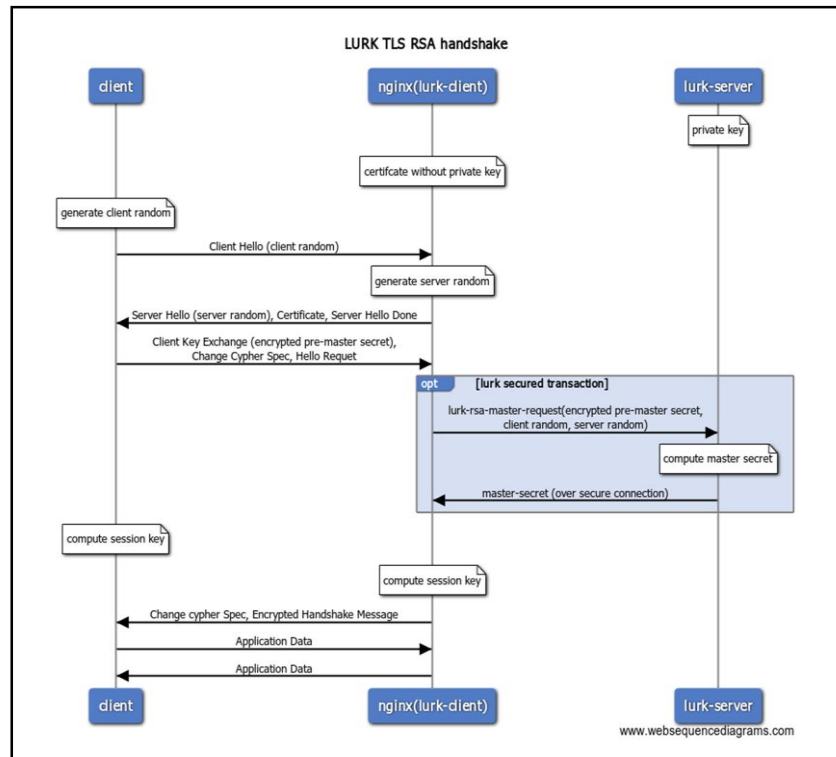 LURK TLS RSA handshake
client
nginx(lurk-client)
lurk-server
private key
certifcate without private key
generate client random
Client Hello (client random)
generate server random
Server Hello (server random), Certificate, Server Hello Done
Client Key Exchange (encrypted pre-master secret),
Change Cypher Spec, Hello Requet
opt
[lurk secured transaction]
lurk-rsa-master-request(encrypted pre-master secret,
client random, server random)
compute master secret
master-secret (over secure connection)
compute session key
compute session key
Change cypher Spec, Encrypted Handshake Message
Application Data
Application Data
client
nginx(lurk-client)
lurk-server
www.websequencediagrams.com